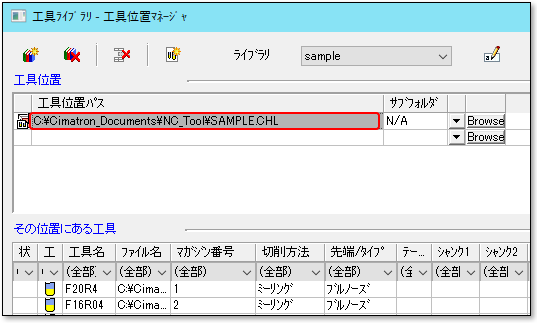 工具ﾗｲﾌﾞﾗﾘ - 工具位置ﾏﾈｰｼﾞｬ
ﾗｲﾌﾞﾗﾘ sample
工具位置
工具位置ﾊﾟｽ ｻﾌﾞﾌｫﾙﾀﾞ
C:¥Cimatron_Documents¥NC_Tool¥SAMPLE.CHL N/A Browse
Browse
その位置にある工具
状 工 工具名 ﾌｧｲﾙ名 ﾏｶﾞｼﾞﾝ番号 切削方法 先端/ﾀｲﾌﾟ ﾃｰ... ｼｬﾝｸ1 ｼｬﾝｸ2
(全部) (全部) (全部) (全部) (全部) (全 (全部 (全部)
F20R4 C:¥Cima... 1 ﾐｰﾘﾝｸﾞ ﾌﾞﾙﾉｰｽﾞ
F16R04 C:¥Cima... 2 ﾐｰﾘﾝｸﾞ ﾌﾞﾙﾉｰｽﾞ